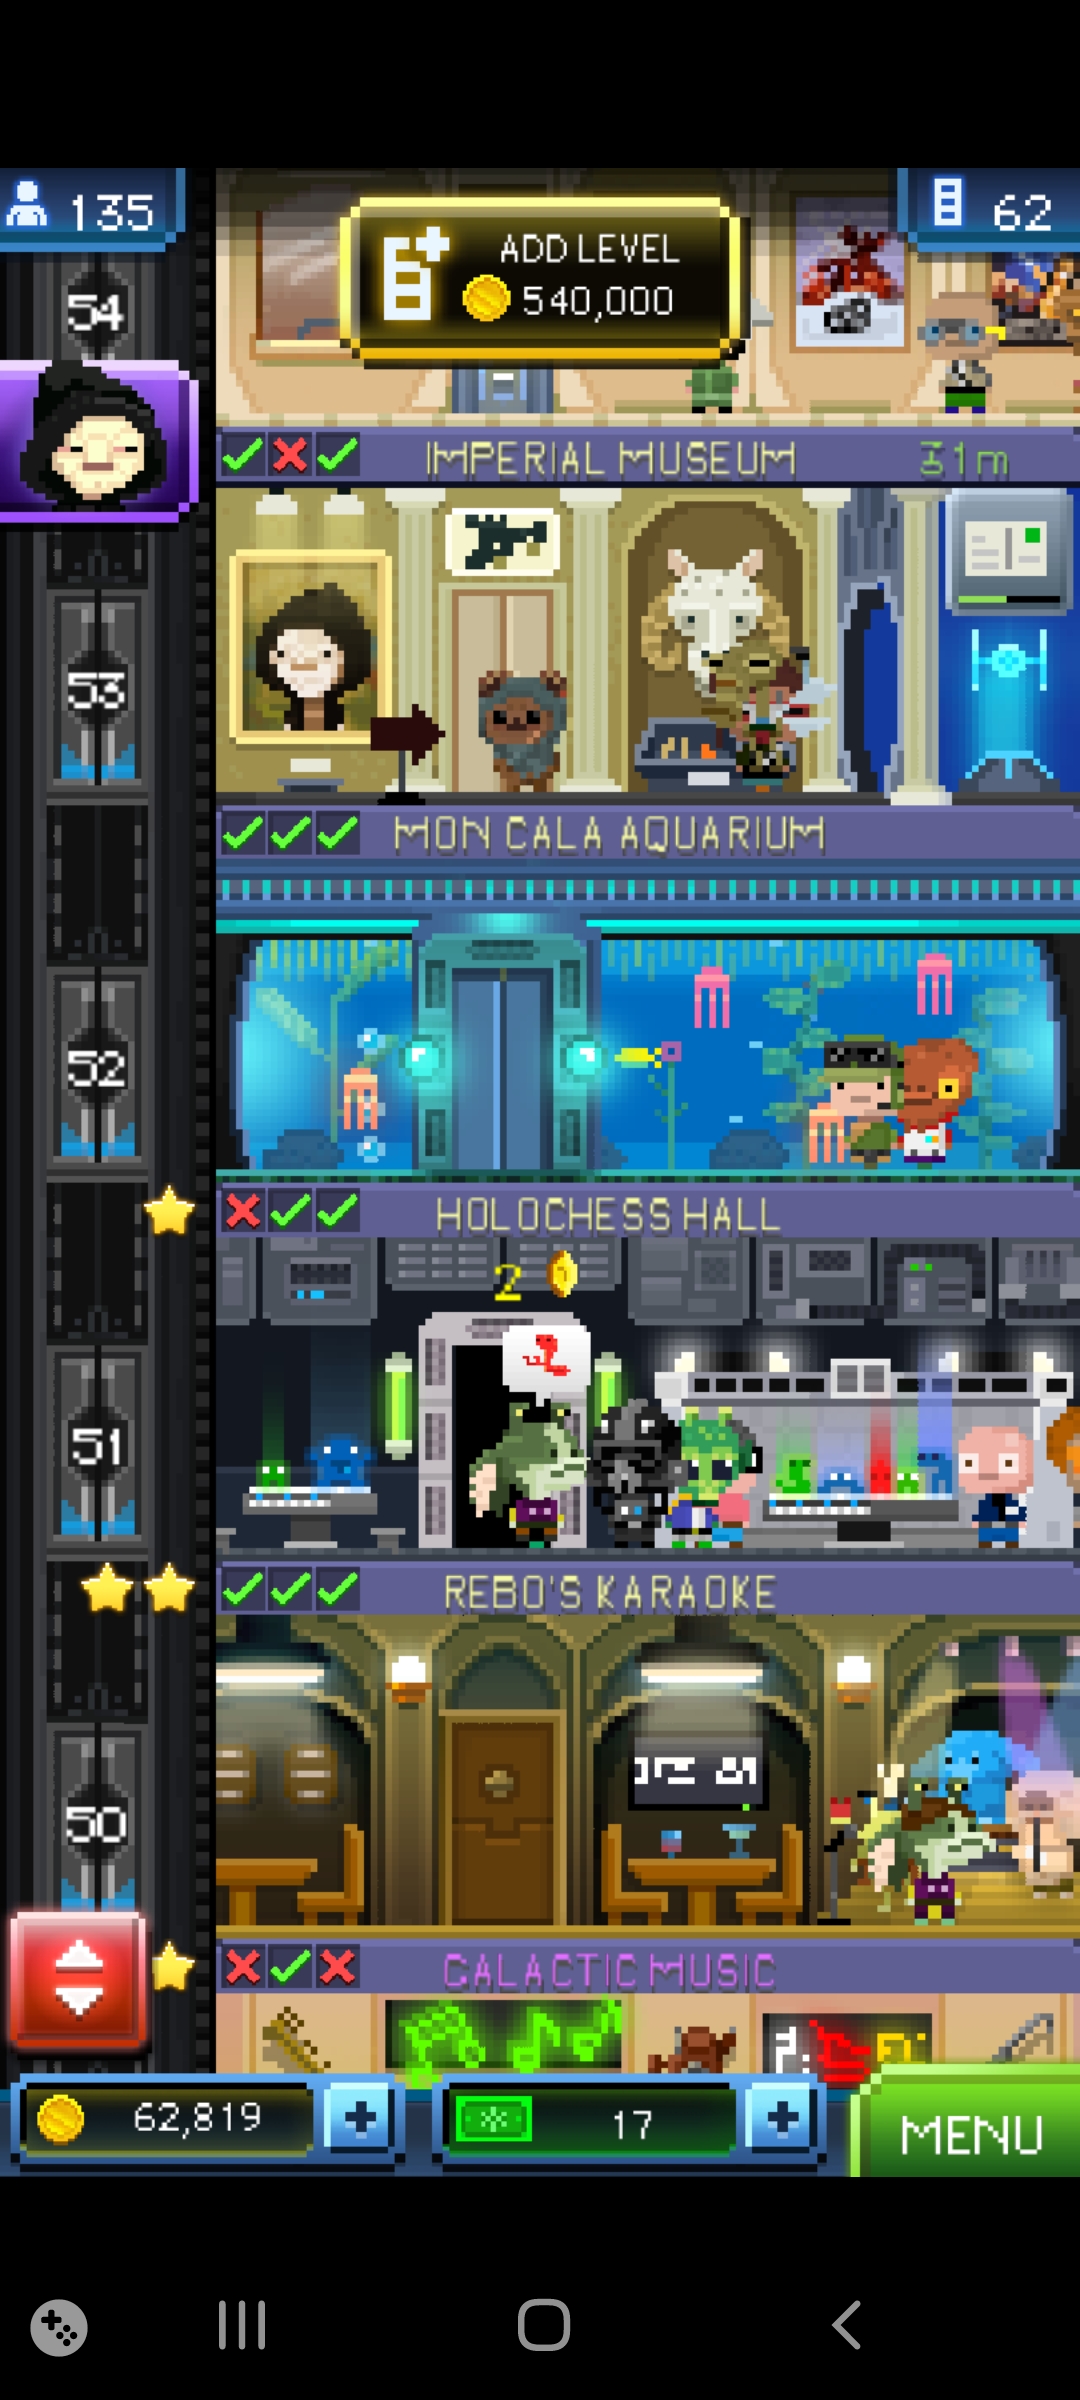 135
ADD LEVEL
540,000
62
54
IMPERIAL MUSEUM 31m
53
MON CALA AQUARIUM
52
HOLOCHESS HALL
2
51
REBO'S KARAOKE
50
GALACTIC MUSIC
62,819
17
MENU